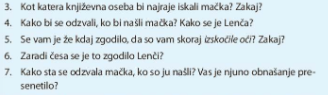 3. Kot katera književna oseba bi najraje iskali mačka? Zakaj?
4. Kako bi se odzvali, ko bi našli mačka? Kako se je Lenča?
5. Se vam je že kdaj zgodilo, da so vam skoraj izskočile oči? Zakaj?
6. Zaradi česa se je to zgodilo Lenči?
7. Kako sta se odzvala mačka, ko so ju našli? Vas je njuno obnašanje pre-
senetilo?